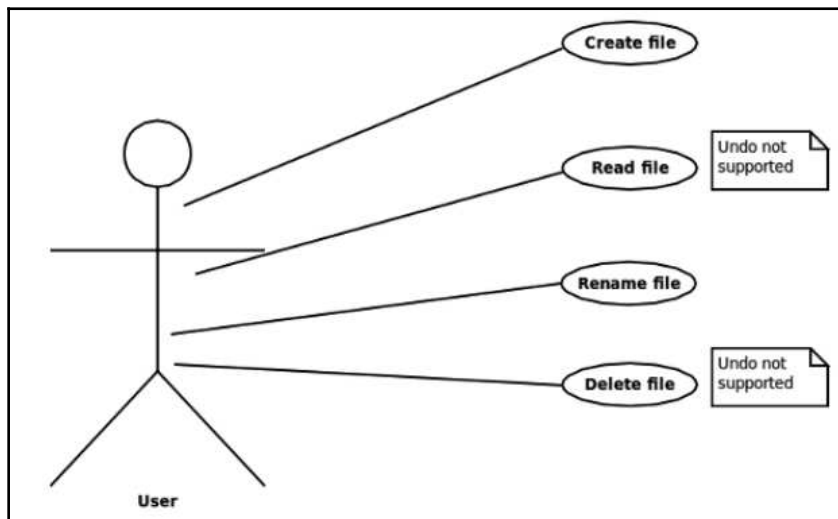 Create file
Read file
Undo not
supported
Rename file
Delete file
Undo not
supported
User